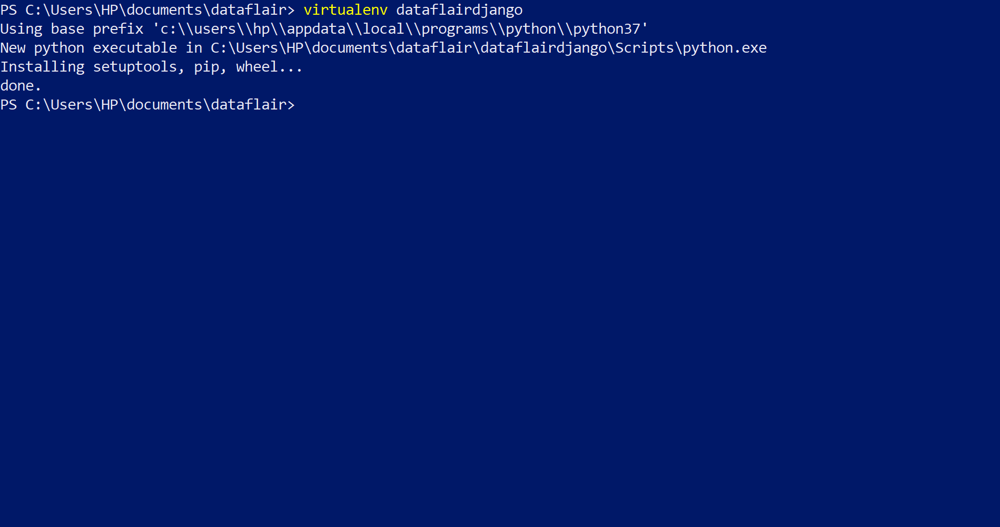 PS C:\Users\HP\documents\dataflair> virtualenv dataflairdjango
Using base prefix 'c:\\users\\hp\\appdata\\local\\programs\\python\\python37'
New python executable in C:\Users\HP\documents\dataflair\dataflairdjango\Scripts\python.exe
Installing setuptools, pip, wheel...
done.
PS C:\Users\HP\documents\dataflair>